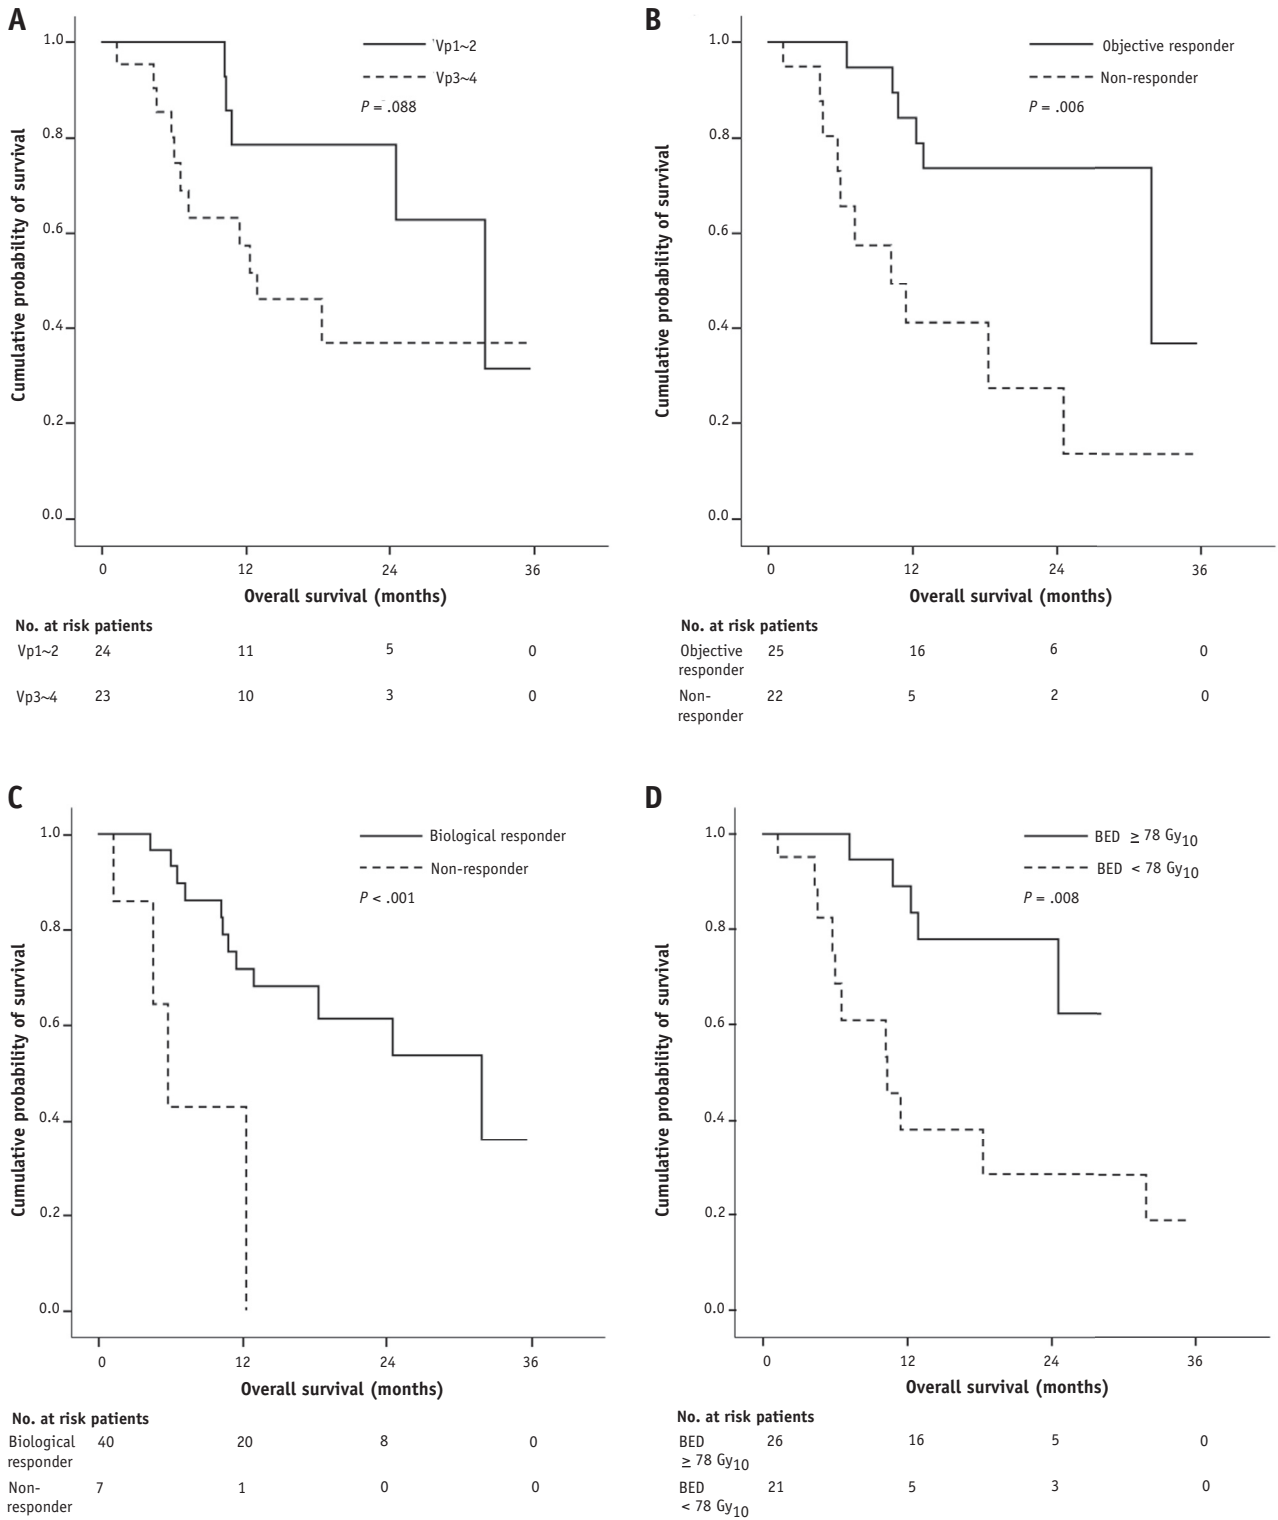 A
Cumulative probability of survival
1.0
0.8
0.6
0.4
0.2
0.0
Vp1~2
Vp3~4
P = .088
0 12 24 36
Overall survival (months)
No. at risk patients
Vp1~2 24 11 5 0
Vp3~4 23 10 3 0
B
Cumulative probability of survival
1.0
0.8
0.6
0.4
0.2
0.0
Objective responder
Non-responder
P = .006
0 12 24 36
Overall survival (months)
No. at risk patients
Objective 25 16 6 0
responder
Non- 22 5 2 0
responder
C
Cumulative probability of survival
1.0
0.8
0.6
0.4
0.2
0.0
Biological responder
Non-responder
P < .001
0 12 24 36
Overall survival (months)
No. at risk patients
Biological 40 20 8 0
responder
Non- 7 1 0 0
responder
D
Cumulative probability of survival
1.0
0.8
0.6
0.4
0.2
0.0
BED ≥ 78 Gy10
BED < 78 Gy10
P = .008
0 12 24 36
Overall survival (months)
No. at risk patients
BED 26 16 5 0
≥ 78 Gy10
BED 21 5 3 0
< 78 Gy10